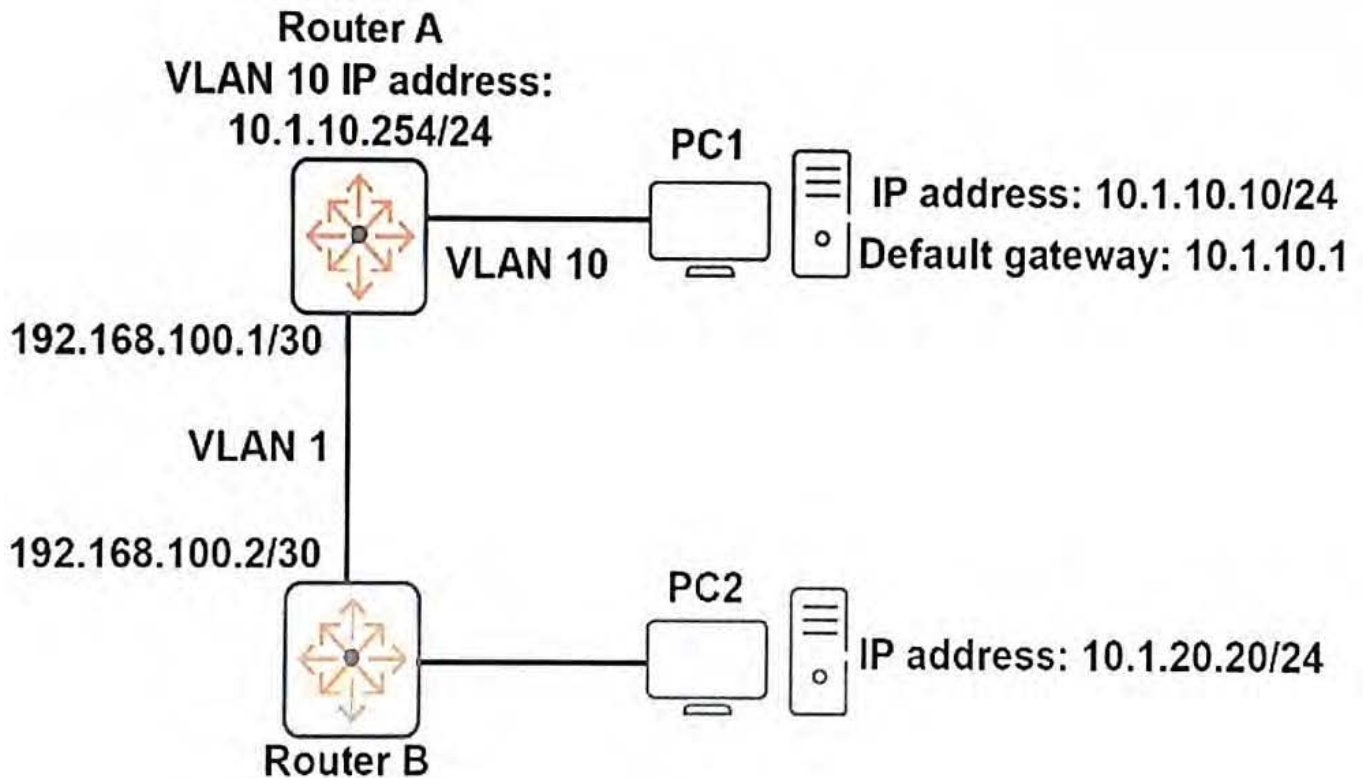 Router A
VLAN 10 IP address:
10.1.10.254/24
PC1
IP address: 10.1.10.10/24
Default gateway: 10.1.10.1
VLAN 10
192.168.100.1/30
VLAN 1
192.168.100.2/30
PC2
IP address: 10.1.20.20/24
Router B